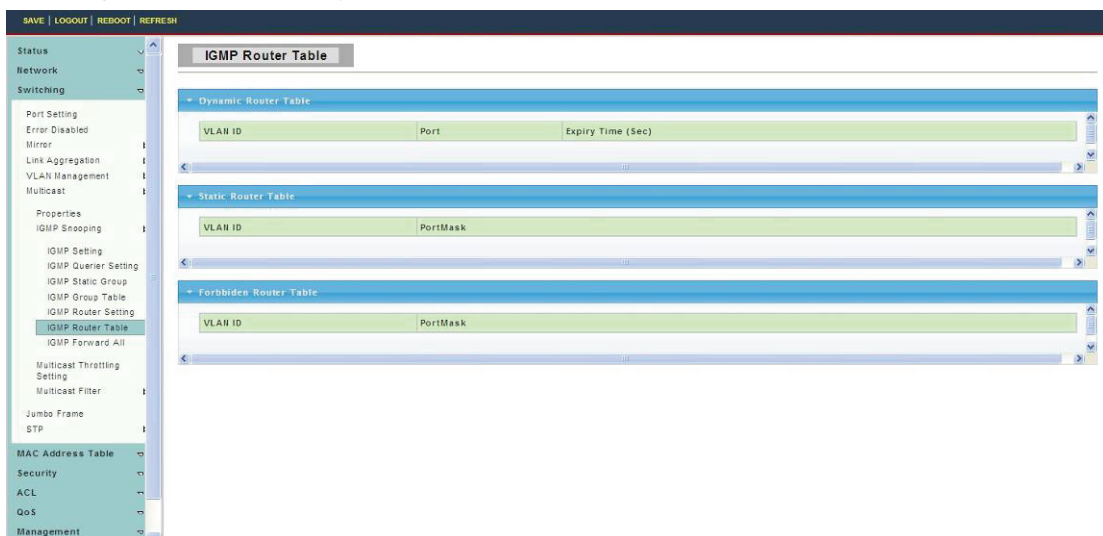 SAVE | LOGOUT | REBOOT | REFRESH
Status
Network
Switching
Port Setting
Error Disabled
Mirror
Link Aggregation
VLAN Management
Multicast
Properties
IGMP Snooping
IGMP Setting
IGMP Querier Setting
IGMP Static Group
IGMP Group Table
IGMP Router Setting
IGMP Router Table
IGMP Forward All
Multicast Throttling
Setting
Multicast Filter
Jumbo Frame
STP
MAC Address Table
Security
ACL
QoS
Management
IGMP Router Table
Dynamic Router Table
VLAN ID Port Expiry Time (Sec)
Static Router Table
VLAN ID PortMask
Forbbiden Router Table
VLAN ID PortMask